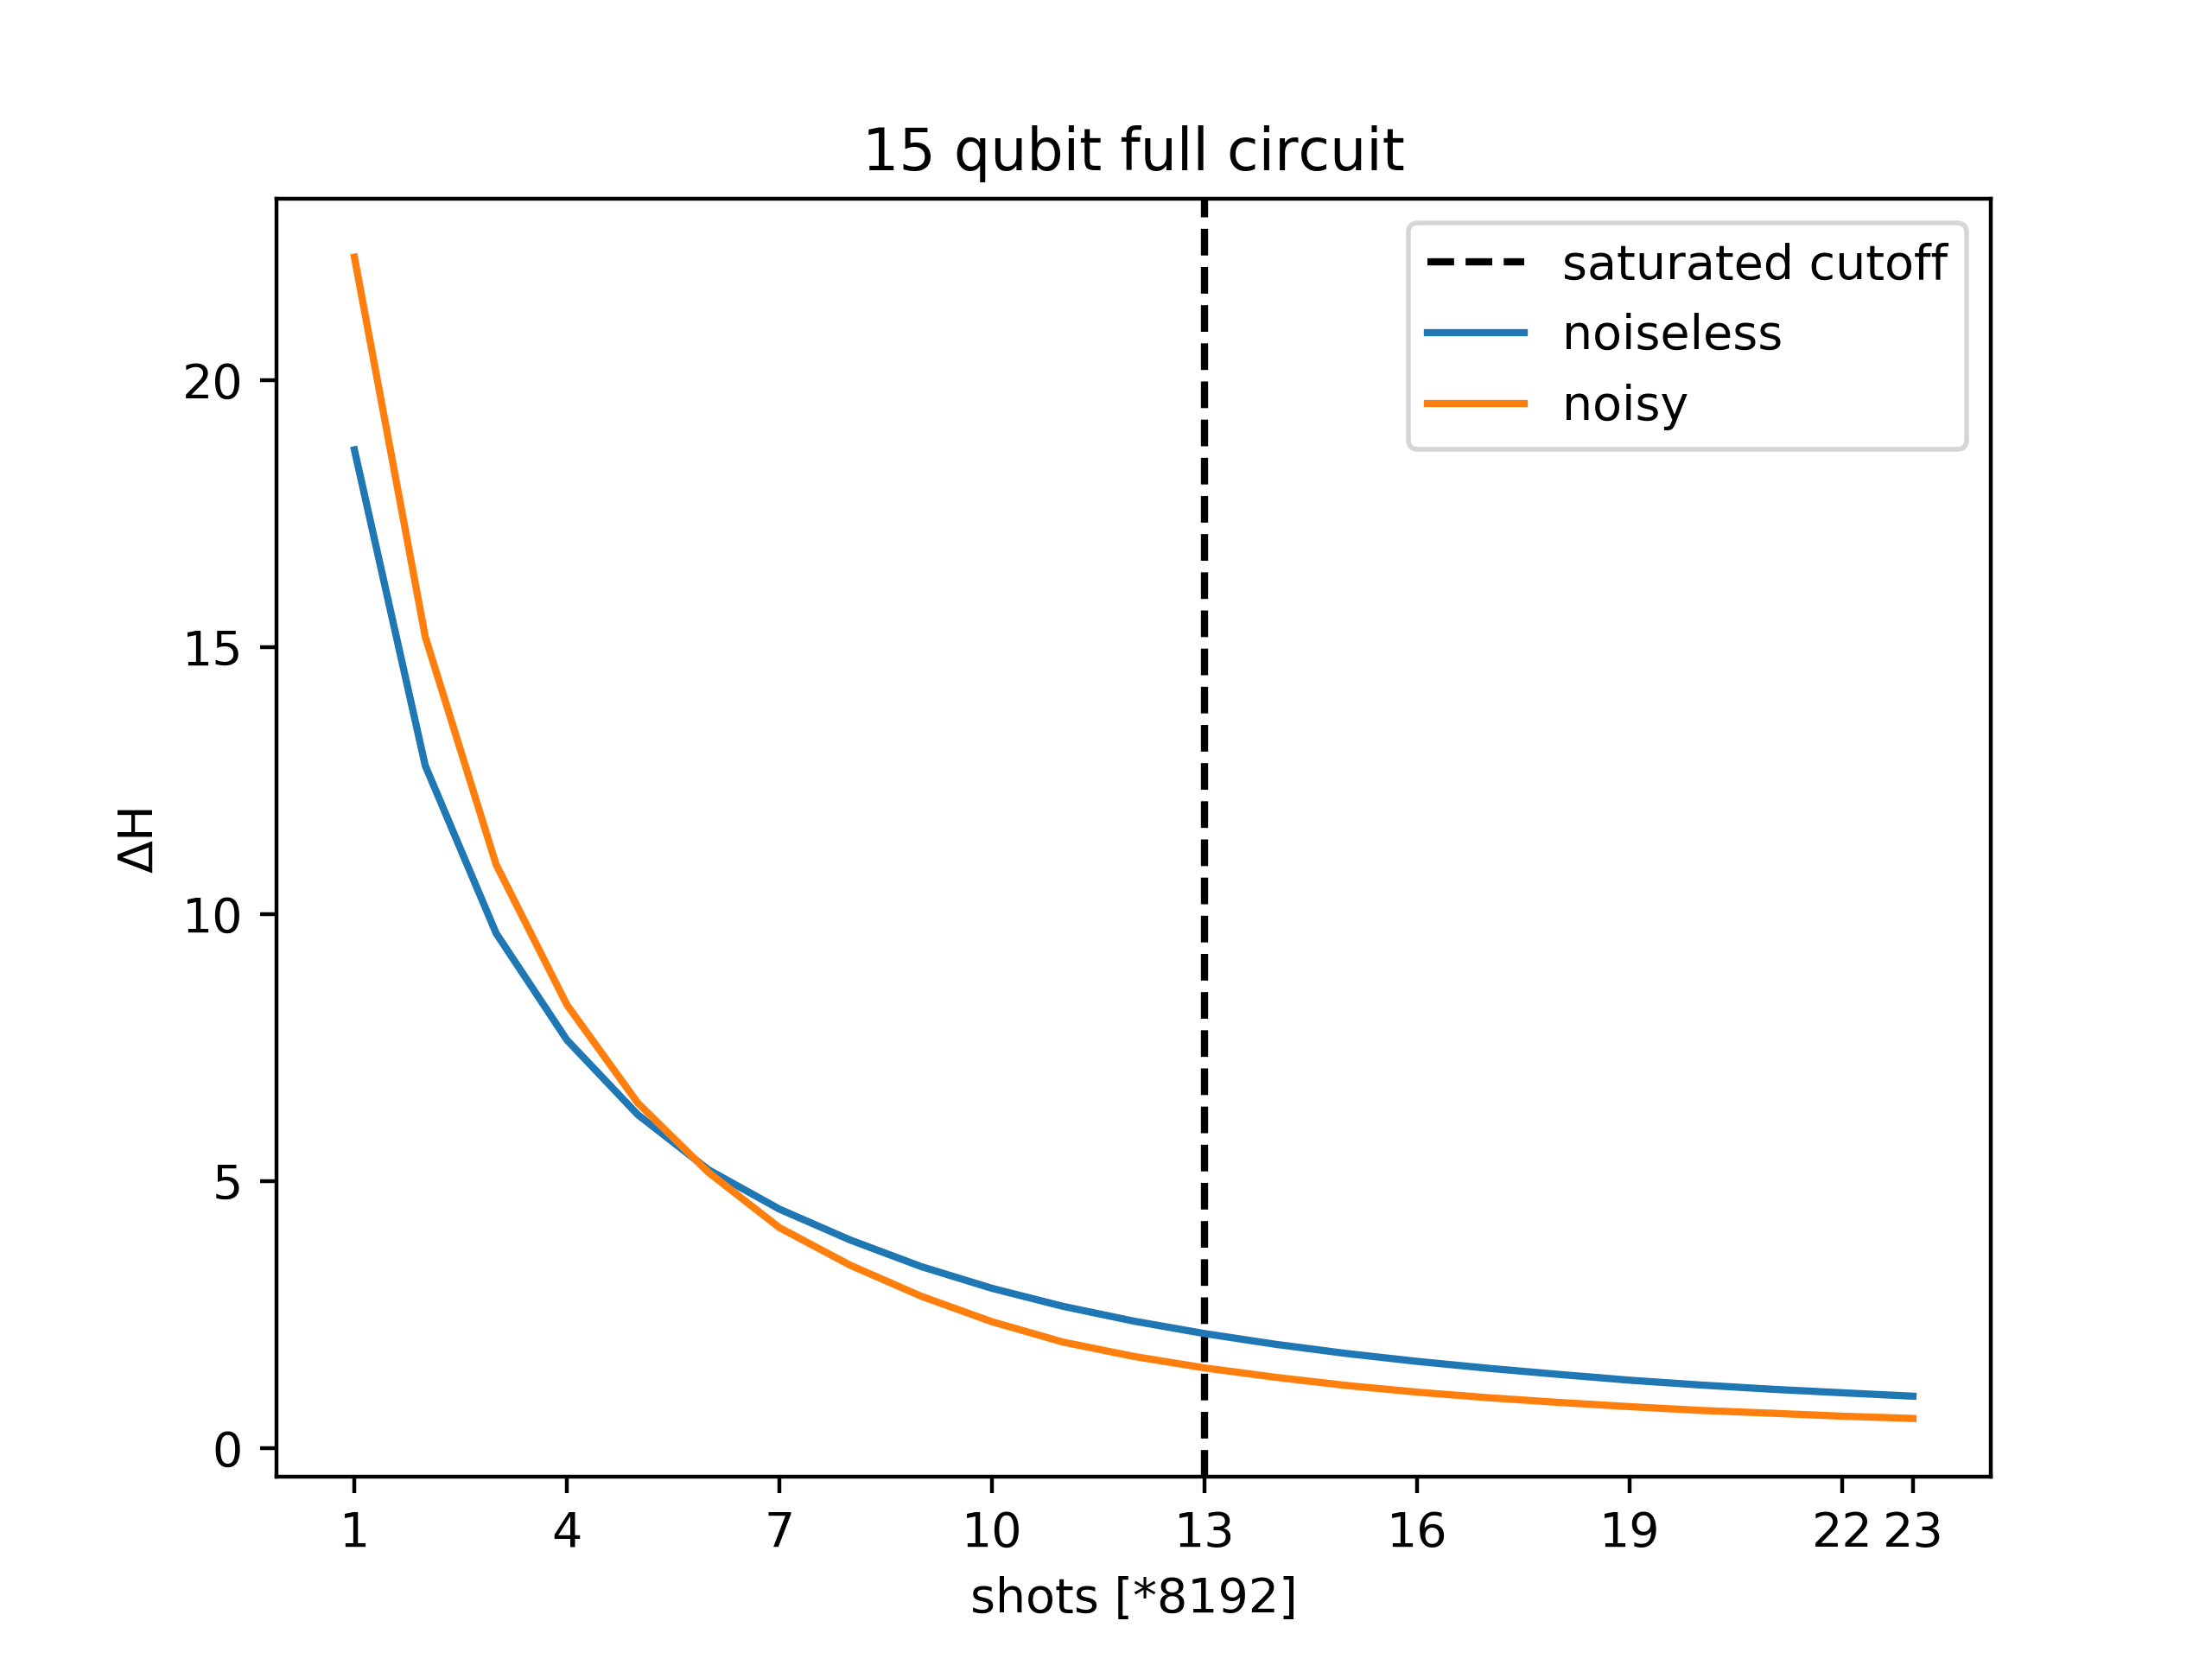 15 qubit full circuit
saturated cutoff
noiseless
noisy
20
15
10
5
0
ΔH
1 4 7 10 13 16 19 22 23
shots [*8192]